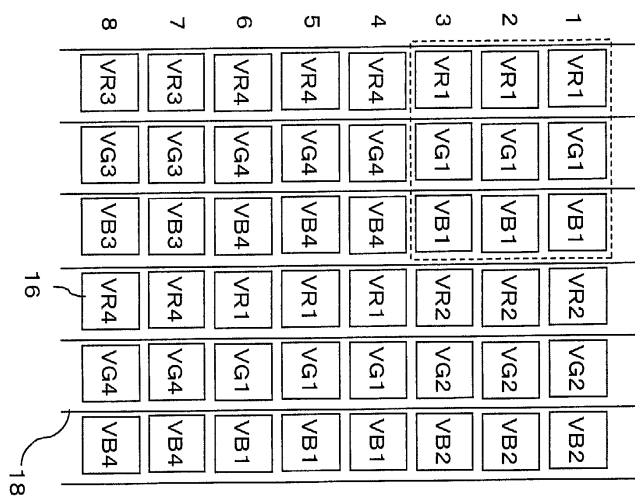 1 VR1 VG1 VB1 VR2 VG2 VB2
2 VR1 VG1 VB1 VR2 VG2 VB2
3 VR1 VG1 VB1 VR2 VG2 VB2
4 VR4 VG4 VB4 VR1 VG1 VB1
5 VR4 VG4 VB4 VR1 VG1 VB1
6 VR4 VG4 VB4 VR1 VG1 VB1
7 VR3 VG3 VB3 VR4 VG4 VB4
8 VR3 VG3 VB3 VR4 VG4 VB4
16
18